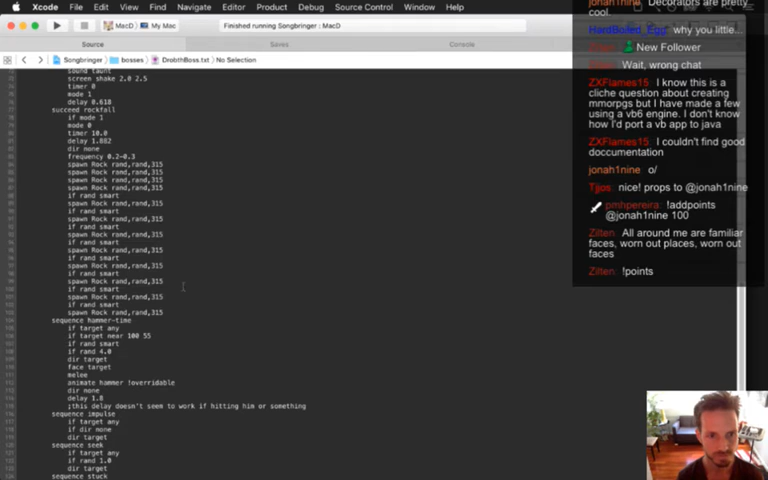 Xcode File Edit View Find Navigate Editor Product Debug Source Control Window Help
MacD My Mac
Finished running Songbringer : MacD
Source
Saves
Console
Songbringer bosses DrobthBoss.txt No Selection
sound taunt
screen shake 2.0 2.5
timer 0
mode 1
delay 0.618
succeed rockfall
if mode 1
mode 0
timer 10.0
delay 1.882
dir none
frequency 0.2~0.3
spawn Rock rand,rand,315
spawn Rock rand,rand,315
spawn Rock rand,rand,315
spawn Rock rand,rand,315
if rand smart
spawn Rock rand,rand,315
if rand smart
spawn Rock rand,rand,315
if rand smart
spawn Rock rand,rand,315
if rand smart
spawn Rock rand,rand,315
if rand smart
spawn Rock rand,rand,315
if rand smart
spawn Rock rand,rand,315
if rand smart
spawn Rock rand,rand,315
if rand smart
spawn Rock rand,rand,315
sequence hammer-time
if target any
if target near 100 55
if rand smart
if rand 4.0
dir target
face target
melee
animate hammer !overridable
dir none
delay 1.8
;this delay doesn't seem to work if hitting him or something
sequence impulse
if target any
if dir none
dir target
sequence seek
if target any
if rand 1.0
dir target
sequence stuck
jonah1nine: Decorators are pretty
cool.
HardBoiled_Egg: why you little...
New Follower
Wait, wrong chat
ZXFlames15: I know this is a
cliche question about creating
mmorpgs but I have made a few
using a vb6 engine. I don't know
how I'd port a vb app to java
ZXFlames15: I couldn't find good
doccumentation
jonah1nine: o/
Tjjos: nice! props to @jonah1nine
pmhpereira: !addpoints
@jonah1nine 100
Zilten: All around me are familiar
faces, worn out places, worn out
faces
Zilten: !points